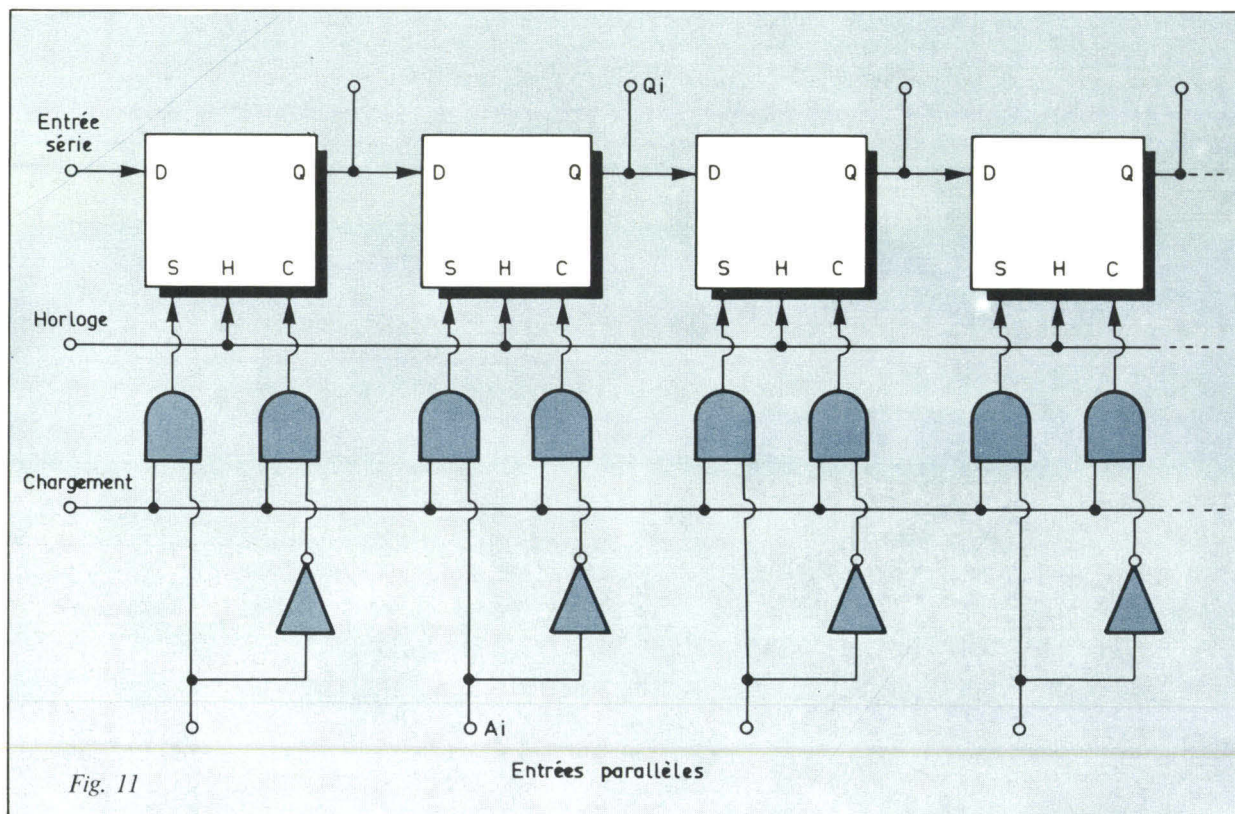 Qi
Entrée
série
D Q D Q D Q D Q
S H C S H C S H C S H C
Horloge
Chargement
Ai
Entrées parallèles
Fig. 11